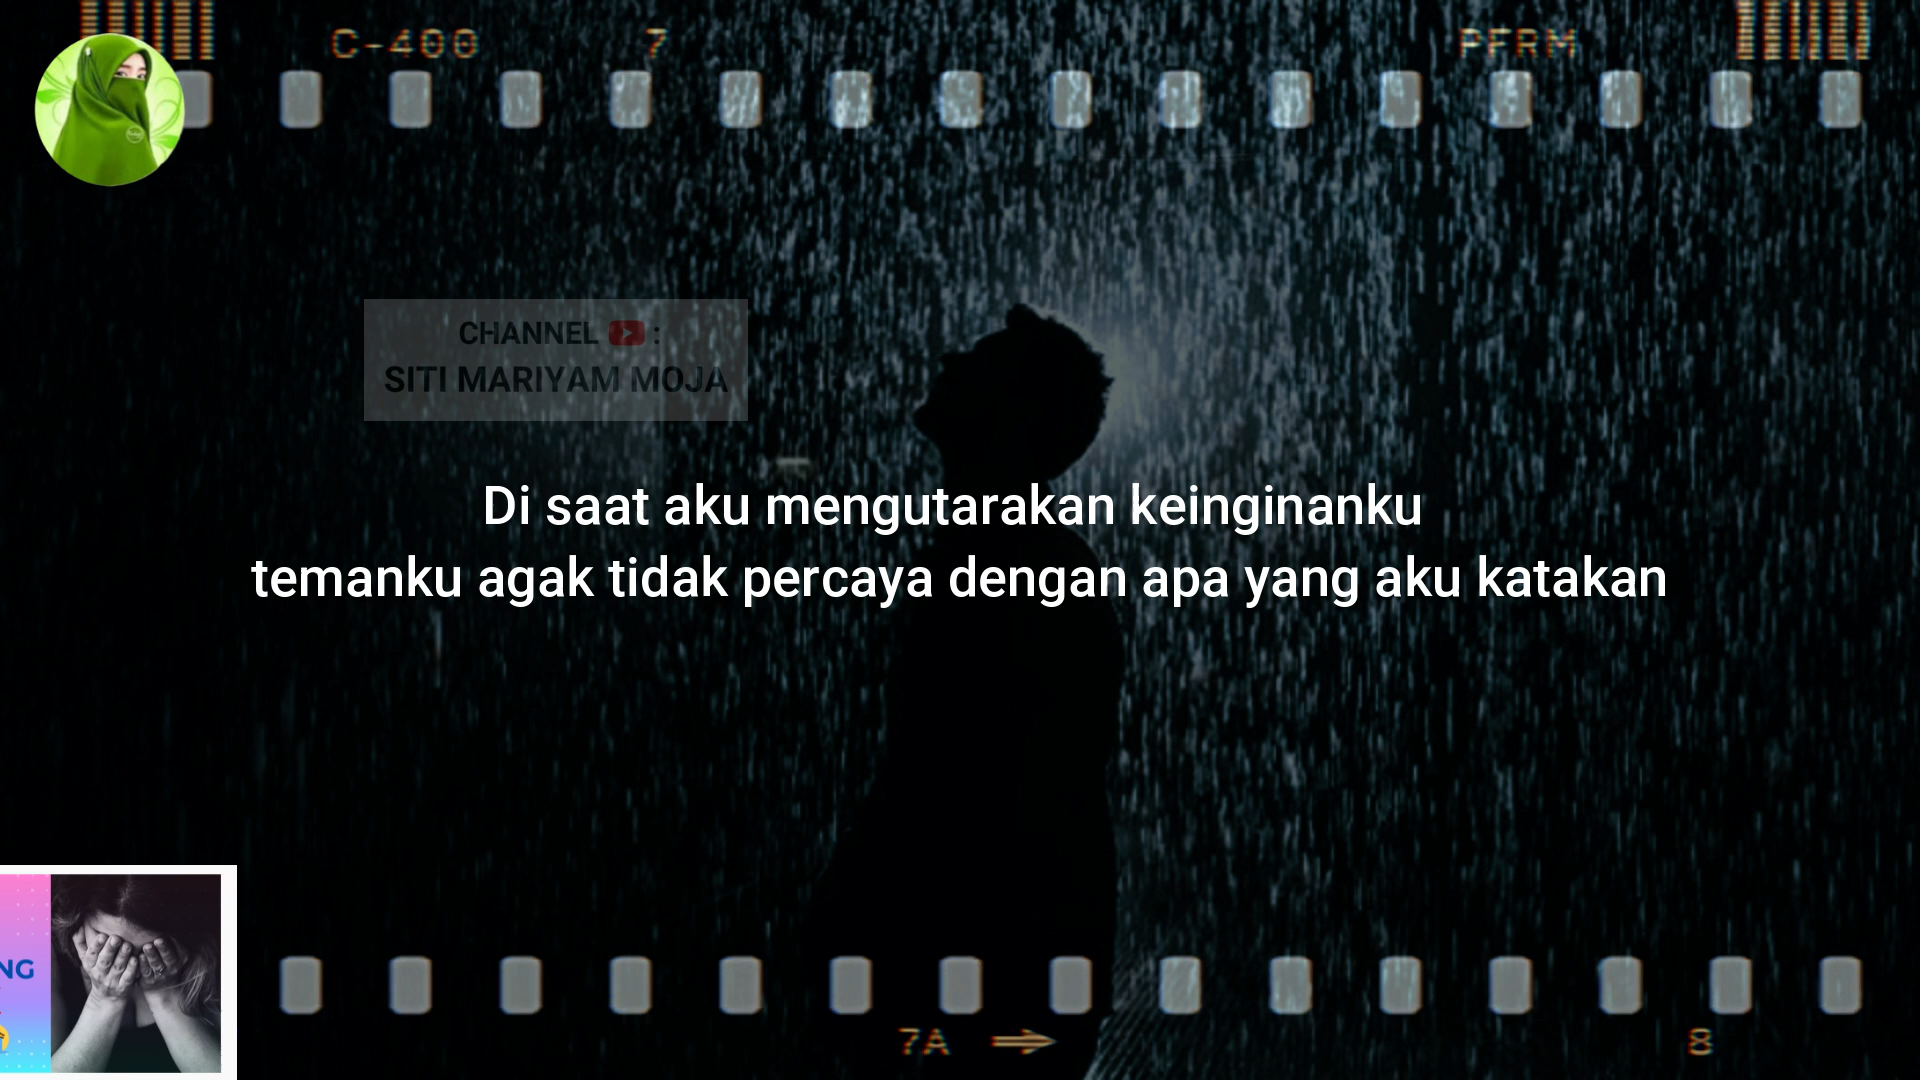 C-400 7 PFRM
CHANNEL :
SITI MARIYAM MOJA
Di saat aku mengutarakan keinginanku
temanku agak tidak percaya dengan apa yang aku katakan
NG
7A 8